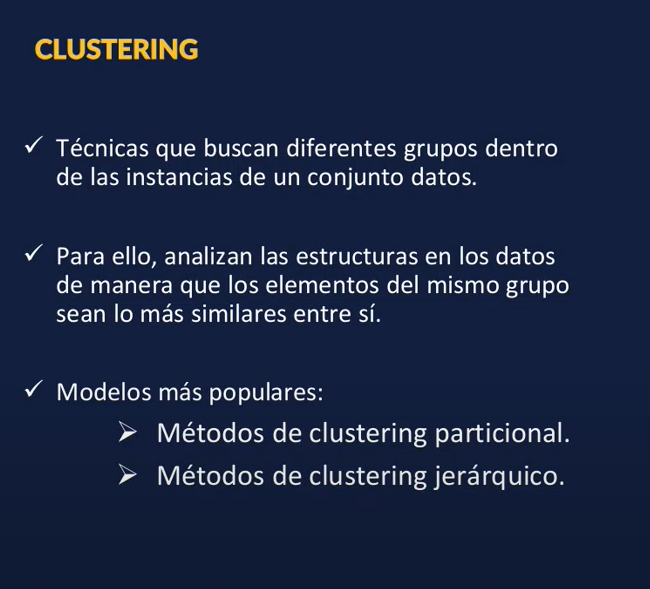 CLUSTERING
✓ Técnicas que buscan diferentes grupos dentro
de las instancias de un conjunto datos.
✓ Para ello, analizan las estructuras en los datos
de manera que los elementos del mismo grupo
sean lo más similares entre sí.
✓ Modelos más populares:
➢ Métodos de clustering particional.
➢ Métodos de clustering jerárquico.